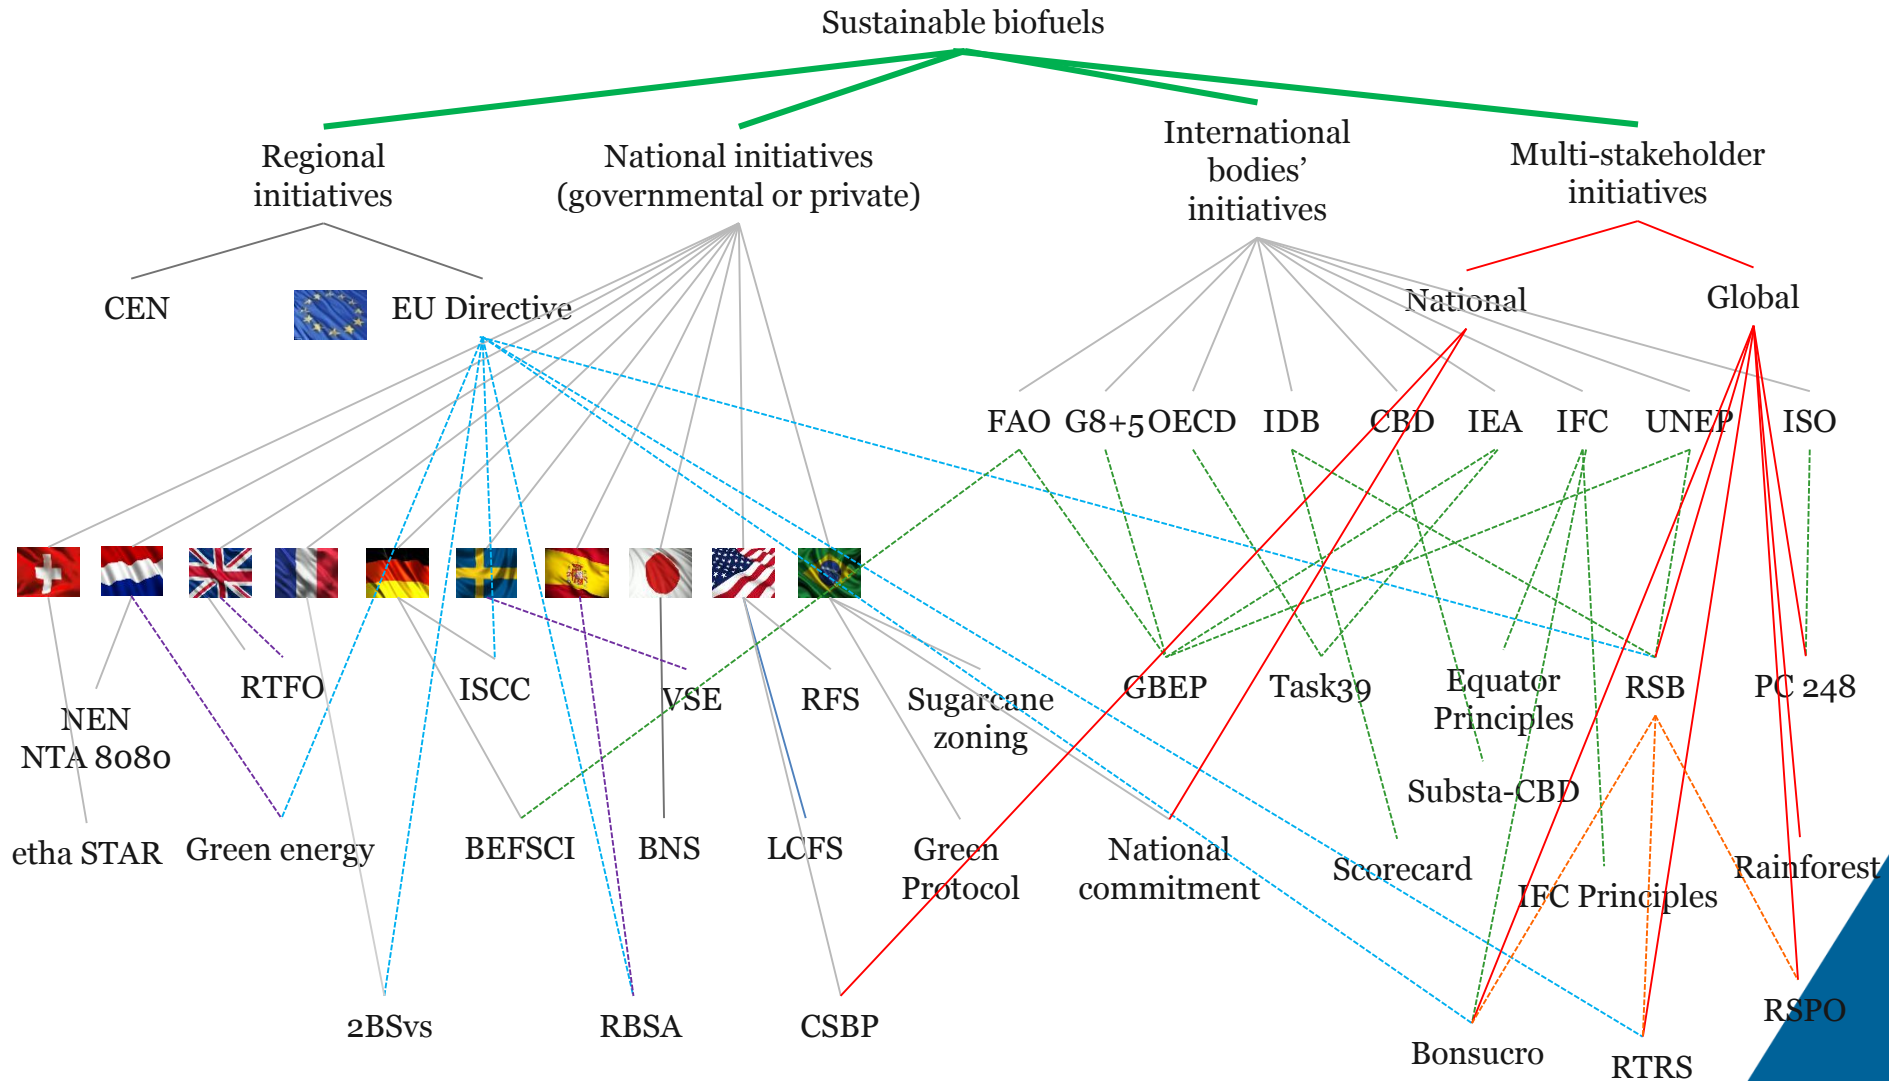 Sustainable biofuels
Regional
initiatives
National initiatives
(governmental or private)
International
bodies’
initiatives
Multi-stakeholder
initiatives
CEN
EU Directive
National
Global
FAO
G8+5
OECD
IDB
CBD
IEA
IFC
UNEP
ISO
NEN
NTA 8080
RTFO
ISCC
VSE
RFS
Sugarcane
zoning
GBEP
Task39
Equator
Principles
RSB
PC 248
Substa-CBD
etha STAR
Green energy
BEFSCI
BNS
LCFS
Green
Protocol
National
commitment
Scorecard
IFC Principles
Rainforest
2BSvs
RBSA
CSBP
Bonsucro
RTRS
RSPO